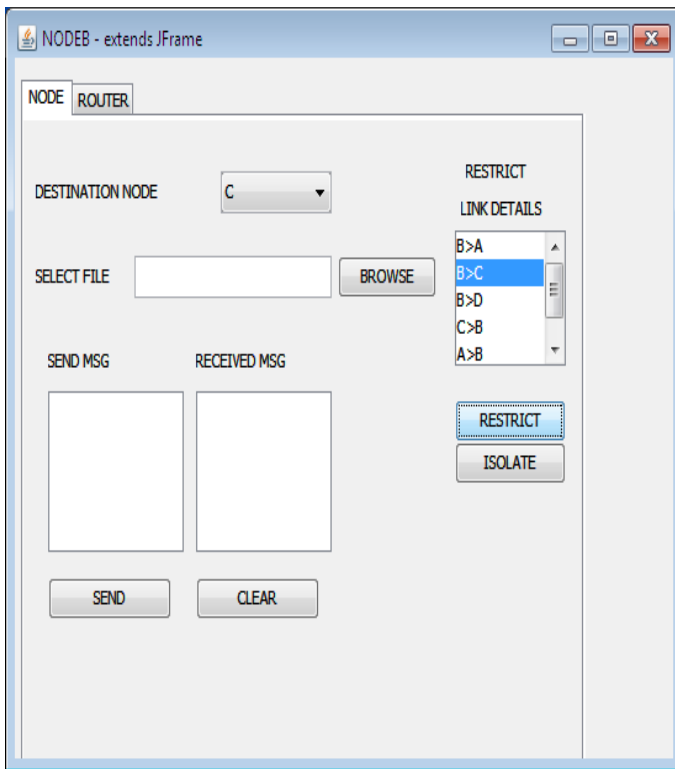 NODEB - extends JFrame
NODE ROUTER
RESTRICT
DESTINATION NODE C
LINK DETAILS
B>A
SELECT FILE BROWSE
B>C
B>D
C>B
A>B
SEND MSG RECEIVED MSG
RESTRICT
ISOLATE
SEND CLEAR